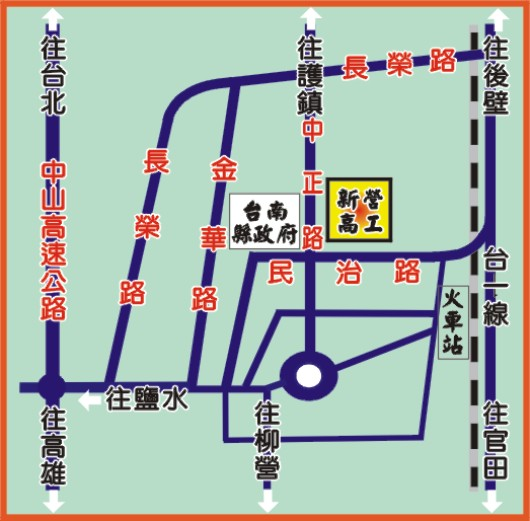 往台北
往護鎮
往後壁
長榮路
中山高速公路
長榮路
金華路
中正路
台南
縣政府
新營
高工
民治路
台一線
火車站
往鹽水
往高雄
往柳營
往官田